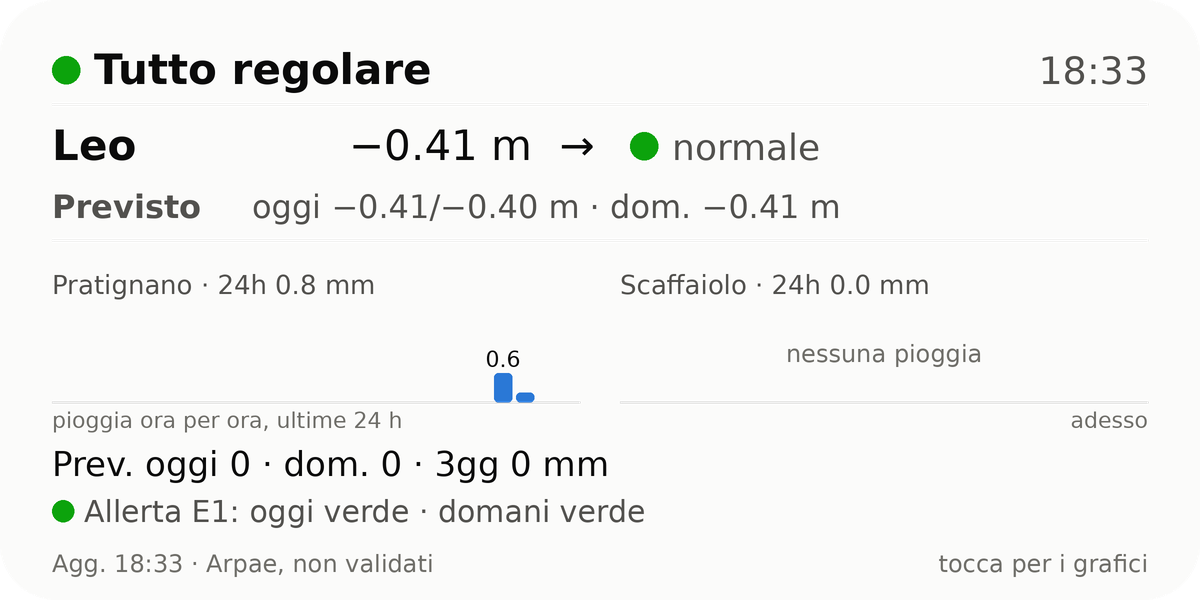 Tutto regolare 18:33
Leo −0.41 m → normale
Previsto oggi −0.41/−0.40 m · dom. −0.41 m
Pratignano · 24h 0.8 mm
Scaffaiolo · 24h 0.0 mm
0.6
nessuna pioggia
pioggia ora per ora, ultime 24 h
adesso
Prev. oggi 0 · dom. 0 · 3gg 0 mm
Allerta E1: oggi verde · domani verde
Agg. 18:33 · Arpae, non validati
tocca per i grafici